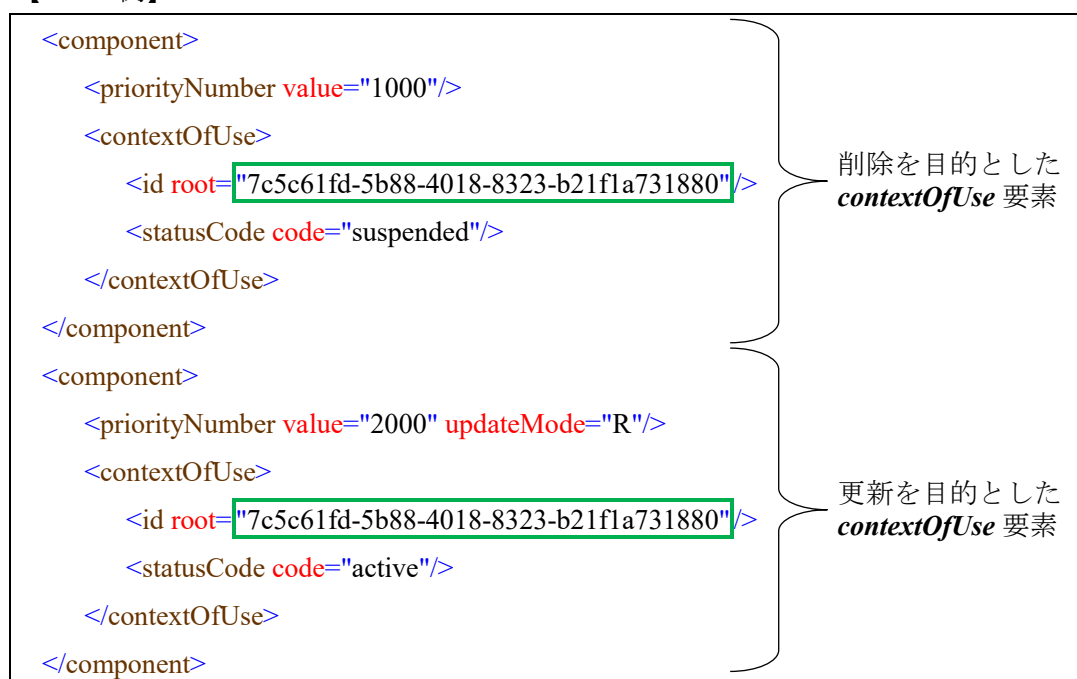 <component>
<priorityNumber value="1000"/>
<contextOfUse>
<id root="7c5c61fd-5b88-4018-8323-b21f1a731880"/>
<statusCode code="suspended"/>
</contextOfUse>
</component>
削除を目的とした
contextOfUse 要素
<component>
<priorityNumber value="2000" updateMode="R"/>
<contextOfUse>
<id root="7c5c61fd-5b88-4018-8323-b21f1a731880"/>
<statusCode code="active"/>
</contextOfUse>
</component>
更新を目的とした
contextOfUse 要素